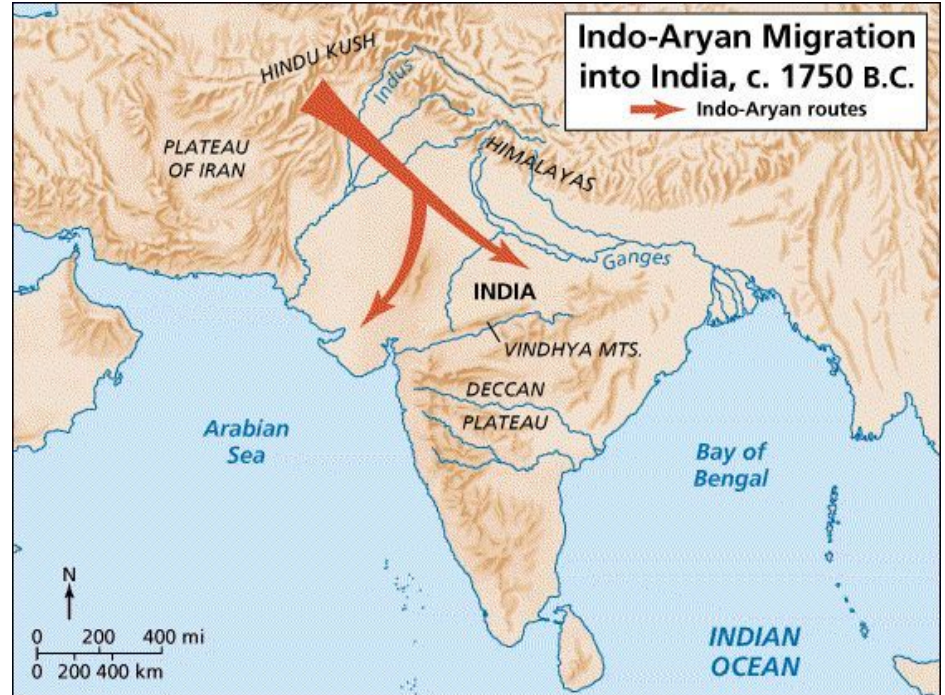 Indo-Aryan Migration
into India, c. 1750 B.C.
Indo-Aryan routes
HINDU KUSH
Indus
PLATEAU
OF IRAN
HIMALAYAS
Ganges
INDIA
VINDHYA MTS.
DECCAN
PLATEAU
Arabian
Sea
Bay of
Bengal
N
0 200 400 mi
0 200 400 km
INDIAN
OCEAN